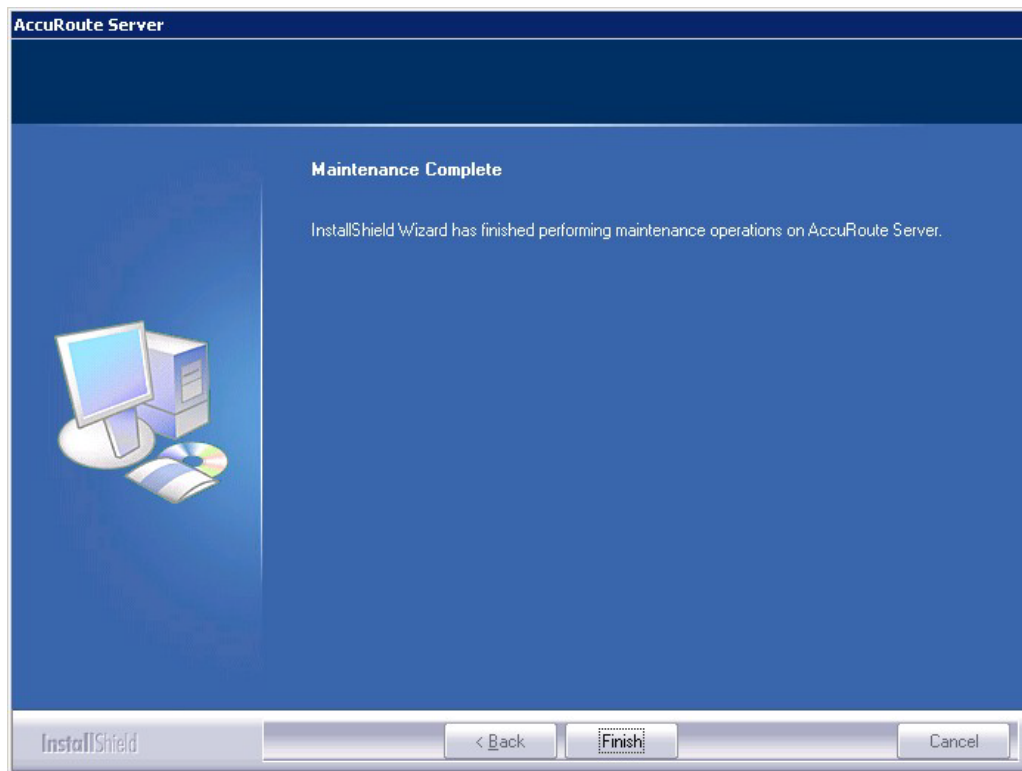 AccuRoute Server
Maintenance Complete
InstallShield Wizard has finished performing maintenance operations on AccuRoute Server.
InstallShield
< Back
Finish
Cancel